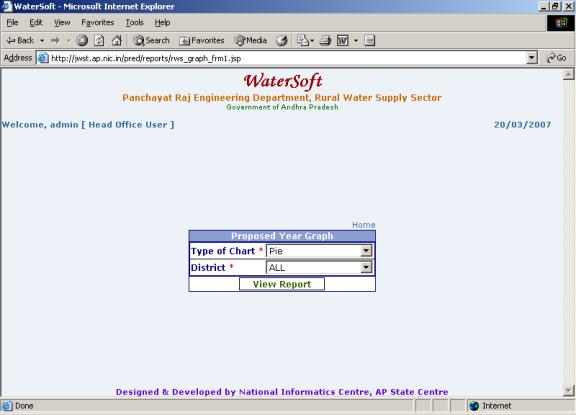 WaterSoft - Microsoft Internet Explorer
File Edit View Favorites Tools Help
Back Search Favorites Media
Address http://jwst.ap.nic.in/pred/reports/rws_graph_frm1.jsp Go
WaterSoft
Panchayat Raj Engineering Department, Rural Water Supply Sector
Government of Andhra Pradesh
Welcome, admin [ Head Office User ] 20/03/2007
Home
Proposed Year Graph
Type of Chart * Pie
District * ALL
View Report
Designed & Developed by National Informatics Centre, AP State Centre
Done Internet